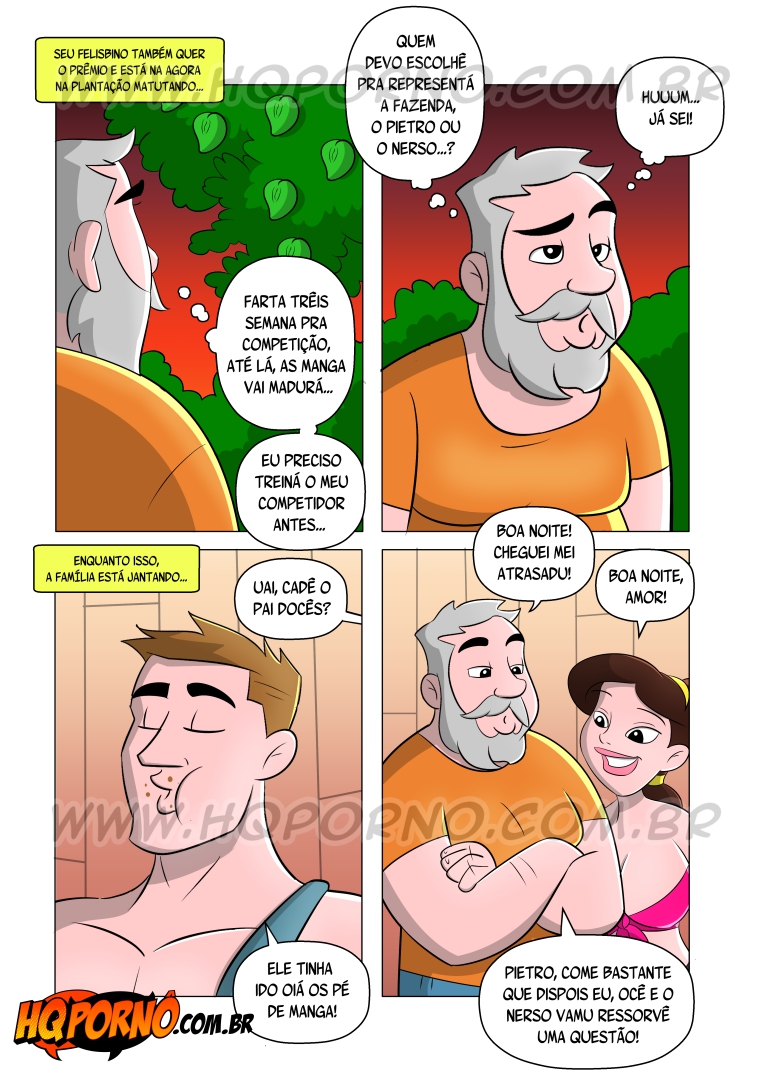 SEU FELISBINO TAMBÉM QUER
O PRÊMIO E ESTÁ NA AGORA
NA PLANTAÇÃO MATUTANDO...
FARTA TRÊIS
SEMANA PRA
COMPETIÇÃO,
ATÉ LÁ, AS MANGA
VAI MADURÁ...
EU PRECISO
TREINÁ O MEU
COMPETIDOR
ANTES...
QUEM
DEVO ESCOLHÊ
PRA REPRESENTÁ
A FAZENDA,
O PIETRO OU
O NERSO...?
HUUUM...
JÁ SEI!
WWW.HQPORNO.COM.BR
ENQUANTO ISSO,
A FAMÍLIA ESTÁ JANTANDO...
UAI, CADÊ O
PAI DOCÊS?
ELE TINHA
IDO OIÁ OS PÉ
DE MANGA!
BOA NOITE!
CHEGUEI MEI
ATRASADU!
BOA NOITE,
AMOR!
PIETRO, COME BASTANTE
QUE DISPOIS EU, OCÊ E O
NERSO VAMU RESSORVÊ
UMA QUESTÃO!
WWW.HQPORNO.COM.BR
HQPORNÔ.COM.BR